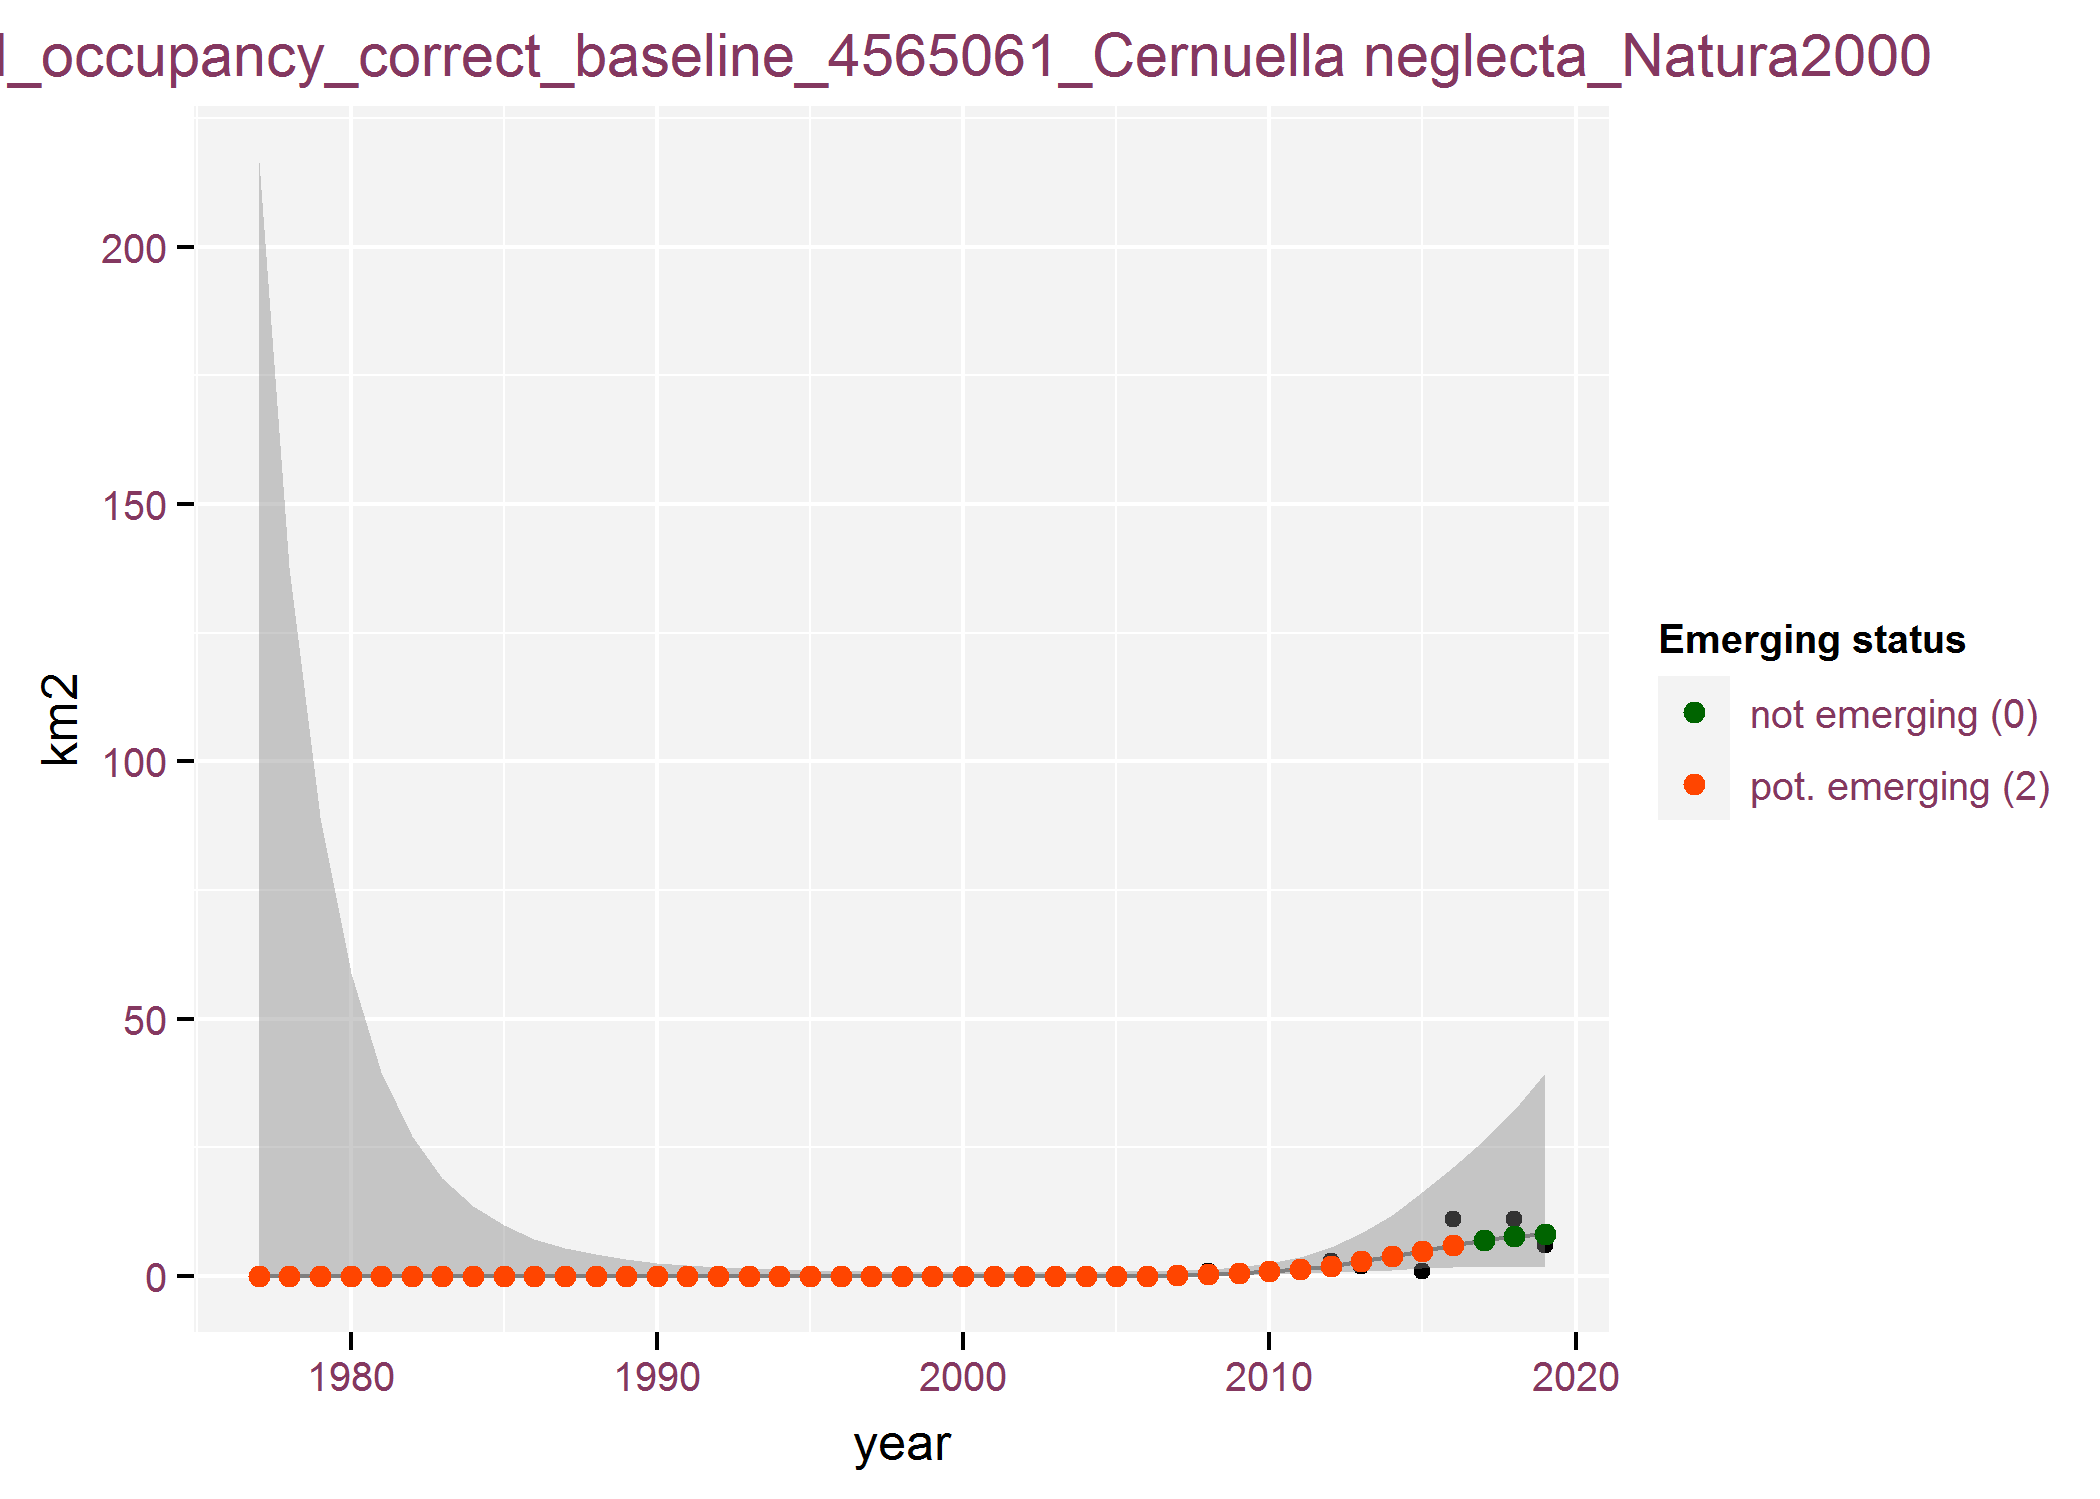 _occupancy_correct_baseline_4565061_Cernuella neglecta_Natura2000
200
150
100
50
0
km2
1980 1990 2000 2010 2020
year
Emerging status
not emerging (0)
pot. emerging (2)